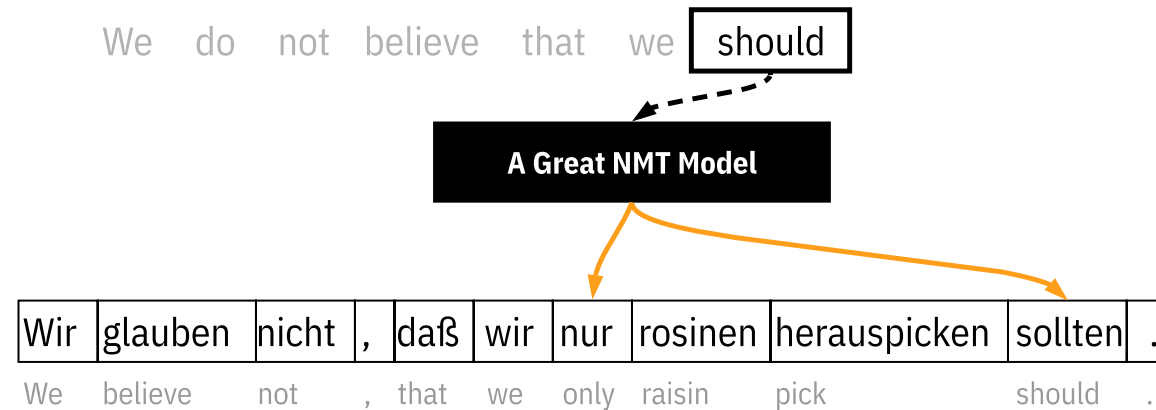 We do not believe that we should
A Great NMT Model
Wir glauben nicht , daß wir nur rosinen herauspicken sollten .
We believe not , that we only raisin pick should .